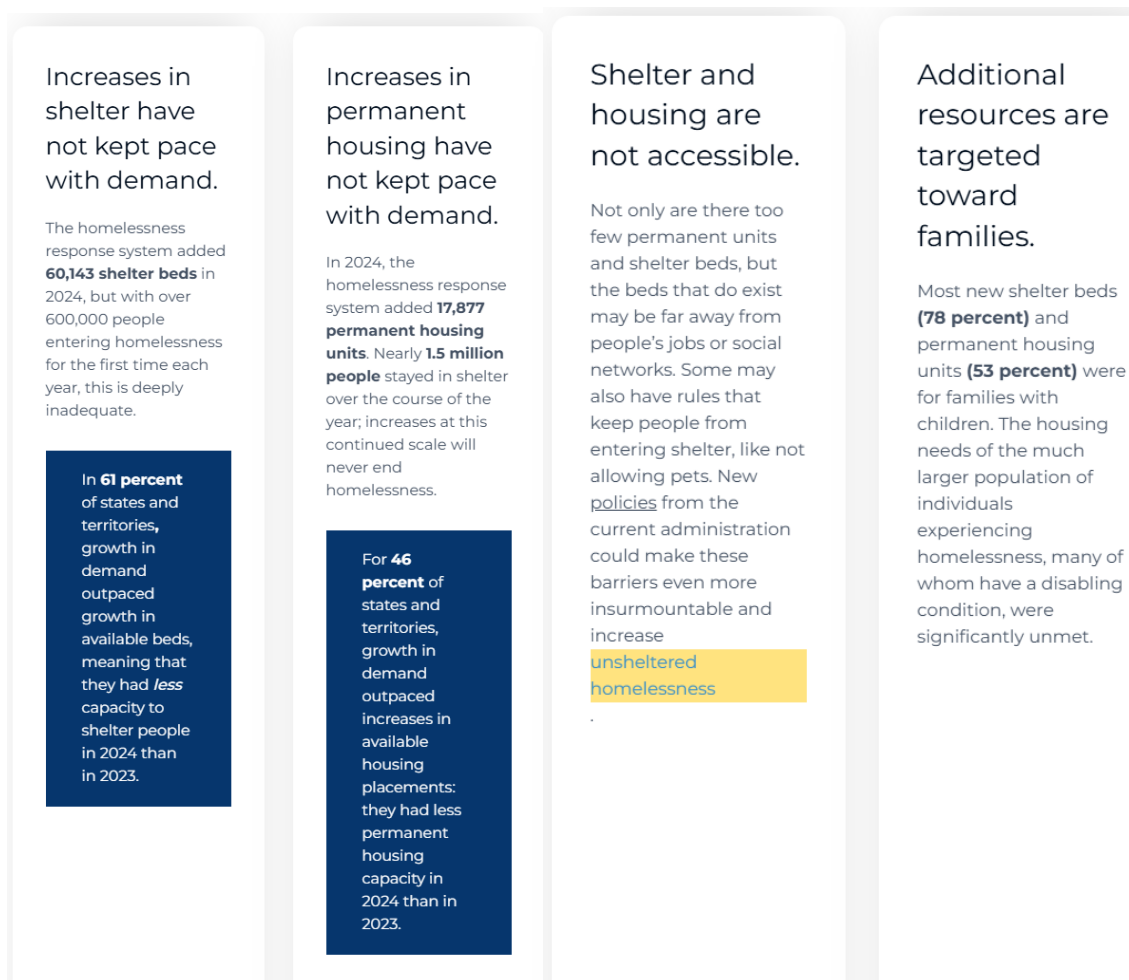 Increases in
shelter have
not kept pace
with demand.
The homelessness
response system added
60,143 shelter beds in
2024, but with over
600,000 people
entering homelessness
for the first time each
year, this is deeply
inadequate.
In 61 percent
of states and
territories,
growth in
demand
outpaced
growth in
available beds,
meaning that
they had less
capacity to
shelter people
in 2024 than
in 2023.
Increases in
permanent
housing have
not kept pace
with demand.
In 2024, the
homelessness response
system added 17,877
permanent housing
units. Nearly 1.5 million
people stayed in shelter
over the course of the
year; increases at this
continued scale will
never end
homelessness.
For 46
percent of
states and
territories,
growth in
demand
outpaced
increases in
available
housing
placements:
they had less
permanent
housing
capacity in
2024 than in
2023.
Shelter and
housing are
not accessible.
Not only are there too
few permanent units
and shelter beds, but
the beds that do exist
may be far away from
people's jobs or social
networks. Some may
also have rules that
keep people from
entering shelter, like not
allowing pets. New
policies from the
current administration
could make these
barriers even more
insurmountable and
increase
unsheltered
homelessness
.
Additional
resources are
targeted
toward
families.
Most new shelter beds
(78 percent) and
permanent housing
units (53 percent) were
for families with
children. The housing
needs of the much
larger population of
individuals
experiencing
homelessness, many of
whom have a disabling
condition, were
significantly unmet.